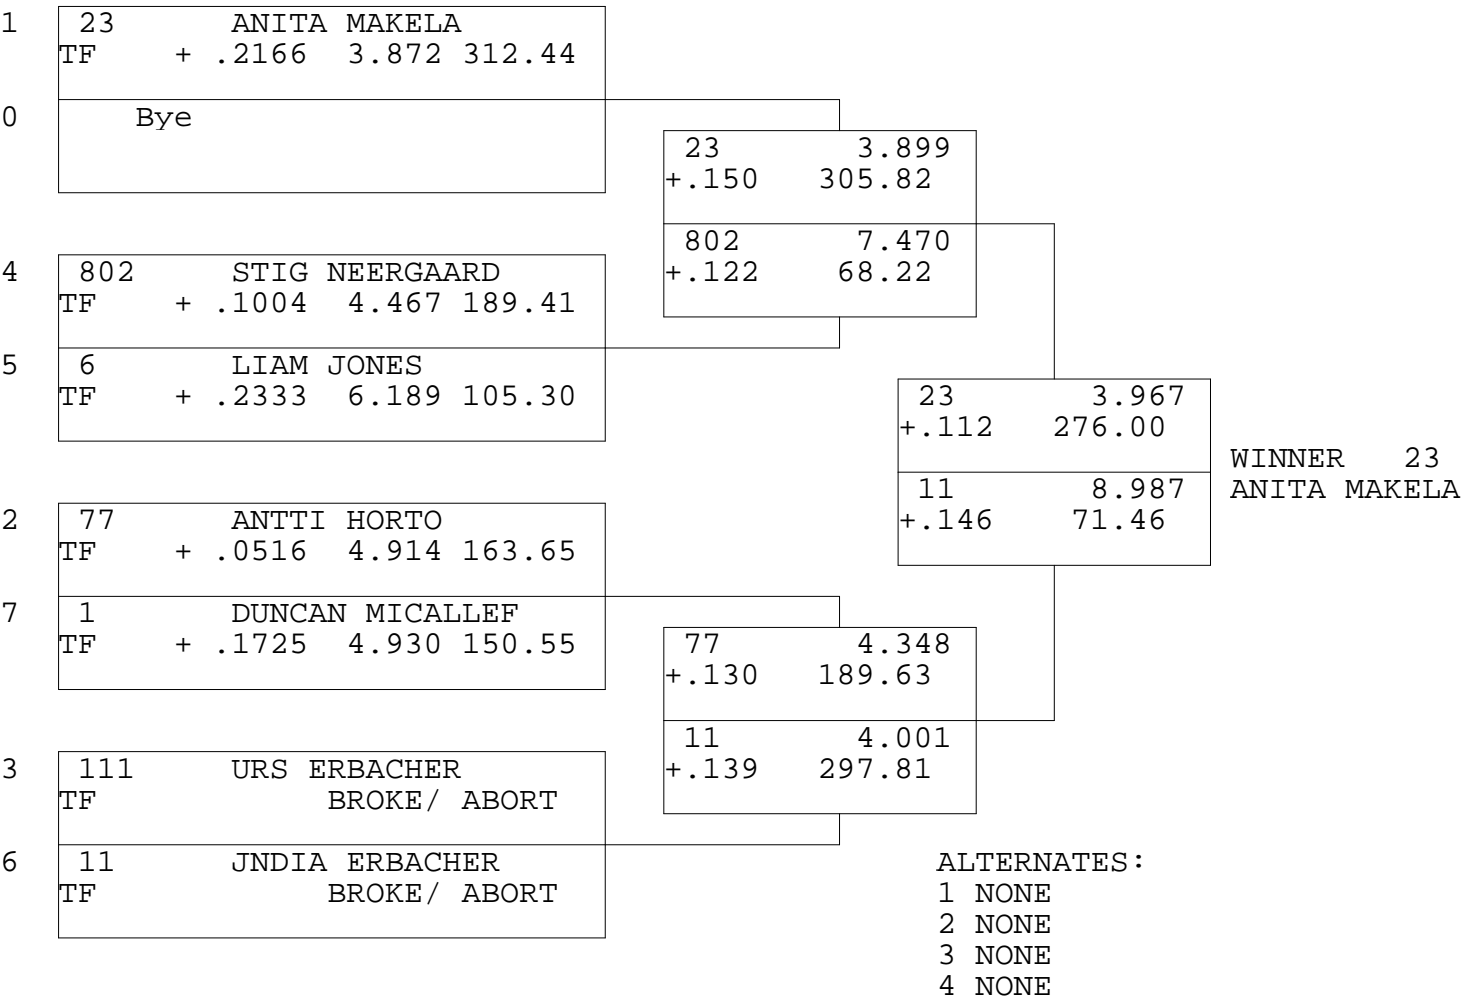 1 23 ANITA MAKELA
TF + .2166 3.872 312.44
0 Bye
4 802 STIG NEERGAARD
TF + .1004 4.467 189.41
5 6 LIAM JONES
TF + .2333 6.189 105.30
2 77 ANTTI HORTO
TF + .0516 4.914 163.65
7 1 DUNCAN MICALLEF
TF + .1725 4.930 150.55
3 111 URS ERBACHER
TF BROKE/ ABORT
6 11 JNDIA ERBACHER
TF BROKE/ ABORT
23 3.899
+.150 305.82
802 7.470
+.122 68.22
77 4.348
+.130 189.63
11 4.001
+.139 297.81
23 3.967
+.112 276.00
11 8.987
+.146 71.46
WINNER 23
ANITA MAKELA
ALTERNATES:
1 NONE
2 NONE
3 NONE
4 NONE